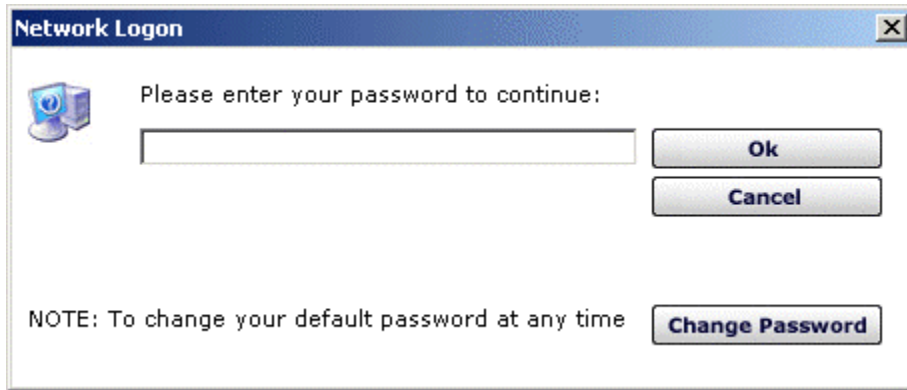 Network Logon
Please enter your password to continue:
Ok
Cancel
NOTE: To change your default password at any time
Change Password